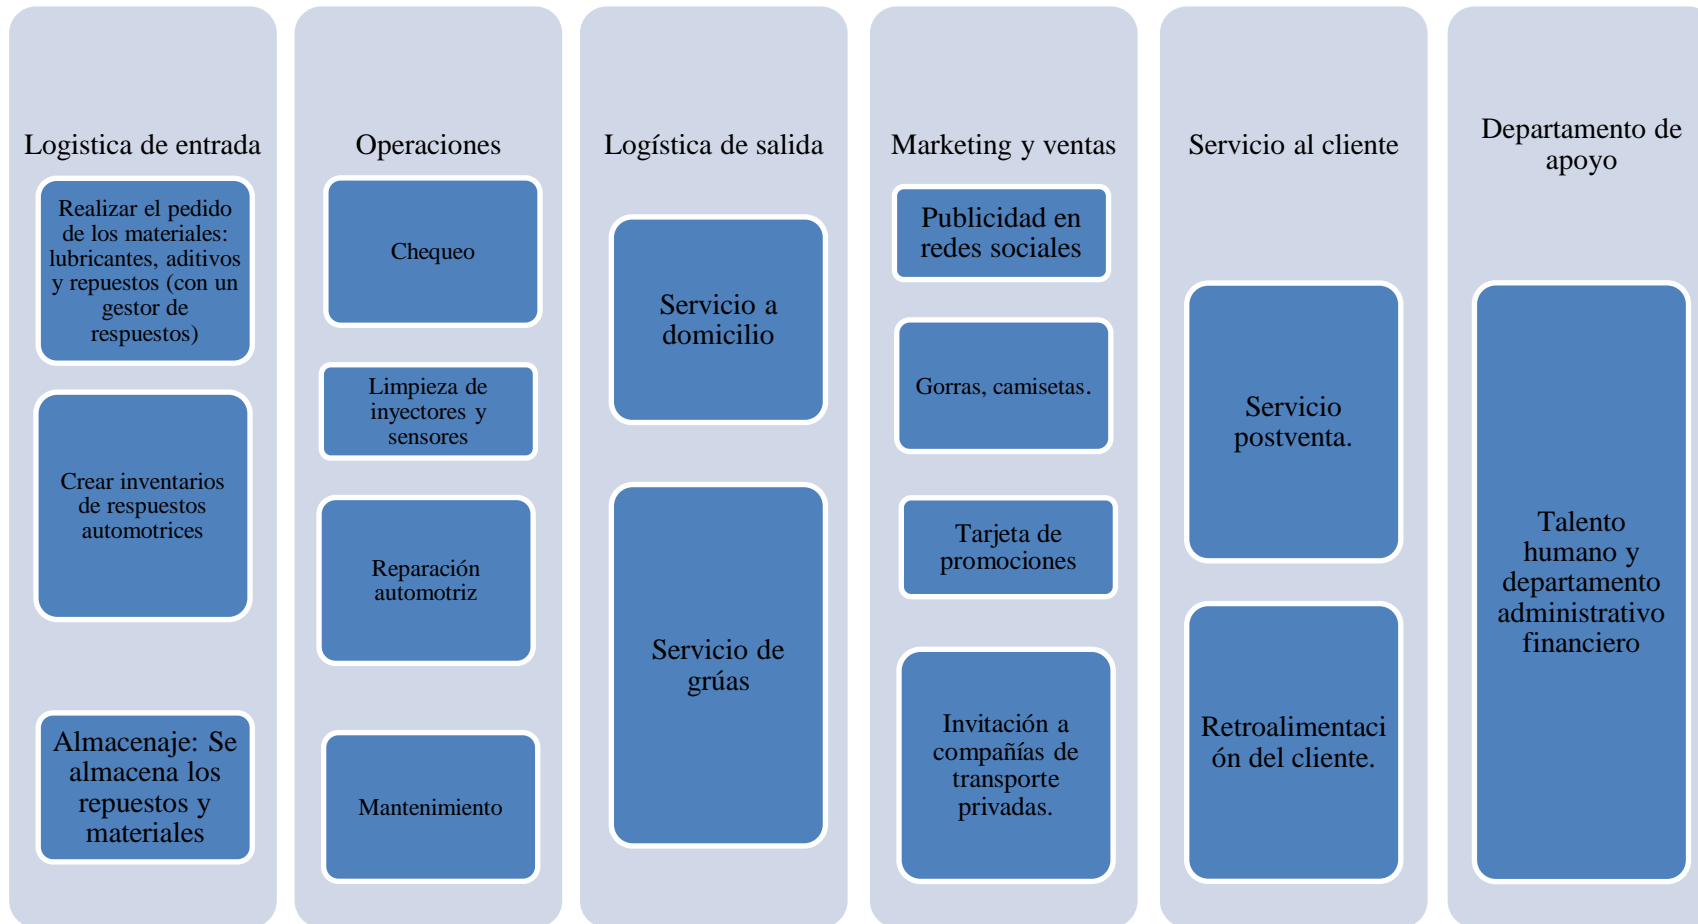 Logistica de entrada
Realizar el pedido
de los materiales:
lubricantes, aditivos
y repuestos (con un
gestor de
respuestos)
Crear inventarios
de respuestos
automotrices
Almacenaje: Se
almacena los
repuestos y
materiales
Operaciones
Chequeo
Limpieza de
inyectores y
sensores
Reparación
automotriz
Mantenimiento
Logística de salida
Servicio a
domicilio
Servicio de
grúas
Marketing y ventas
Publicidad en
redes sociales
Gorras, camisetas.
Tarjeta de
promociones
Invitación a
compañías de
transporte
privadas.
Servicio al cliente
Servicio
postventa.
Retroalimentaci
ón del cliente.
Departamento de
apoyo
Talento
humano y
departamento
administrativo
financiero